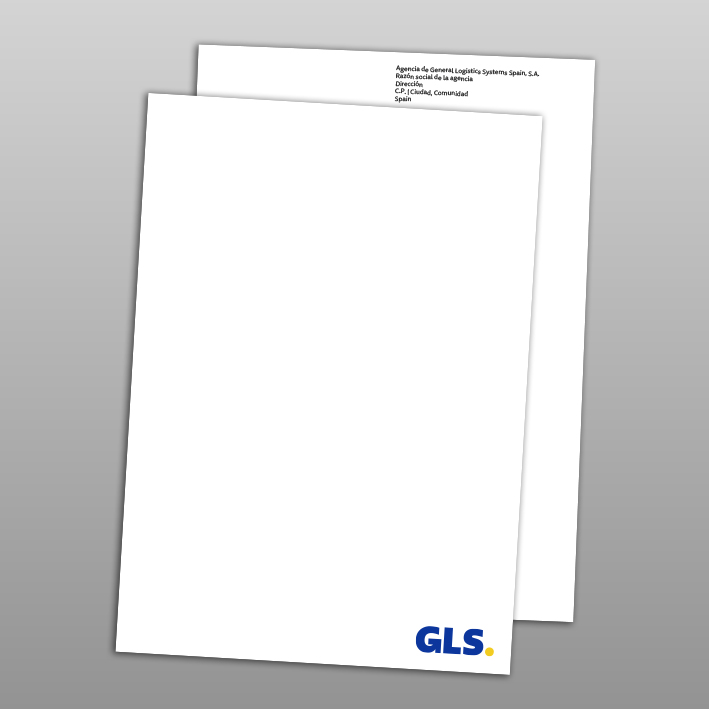 Agencia de General Logistics Systems Spain, S.A.
Razón social de la agencia
Dirección
C.P. | Ciudad, Comunidad
Spain
GLS.